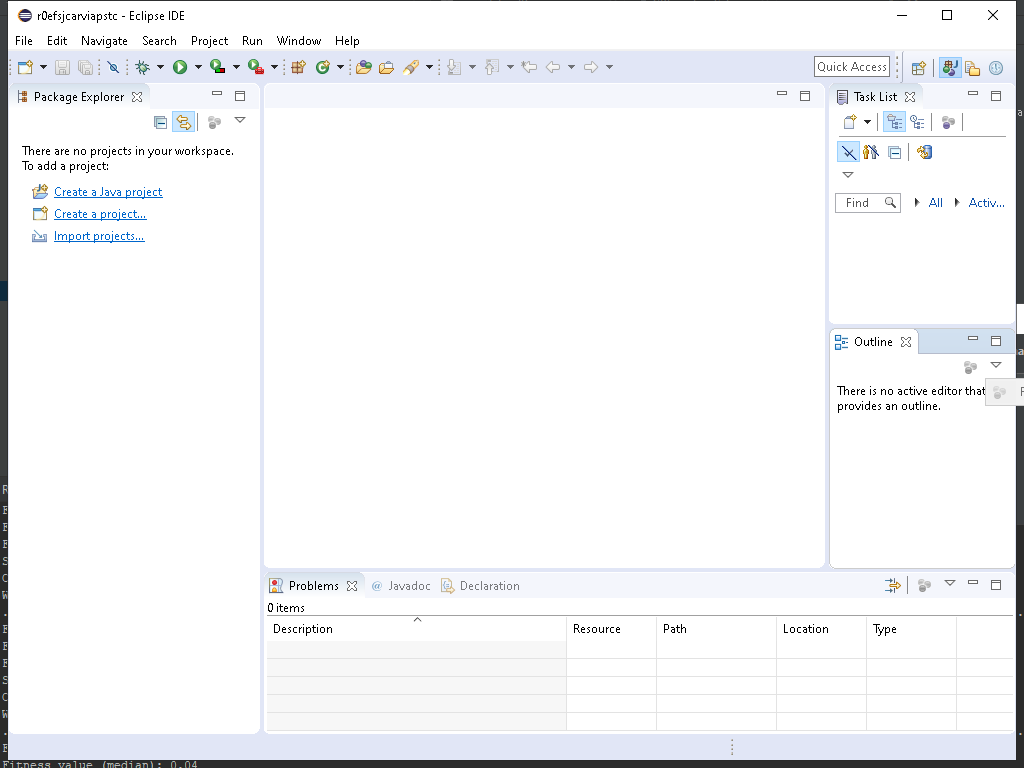 r0efsjcarviapstc - Eclipse IDE
File Edit Navigate Search Project Run Window Help
Quick Access
Package Explorer
There are no projects in your workspace.
To add a project:
Create a Java project
Create a project...
Import projects...
Task List
Find All Activ...
Outline
There is no active editor that
provides an outline.
Problems @ Javadoc Declaration
0 items
Description Resource Path Location Type
Fitness value (median): 0.04